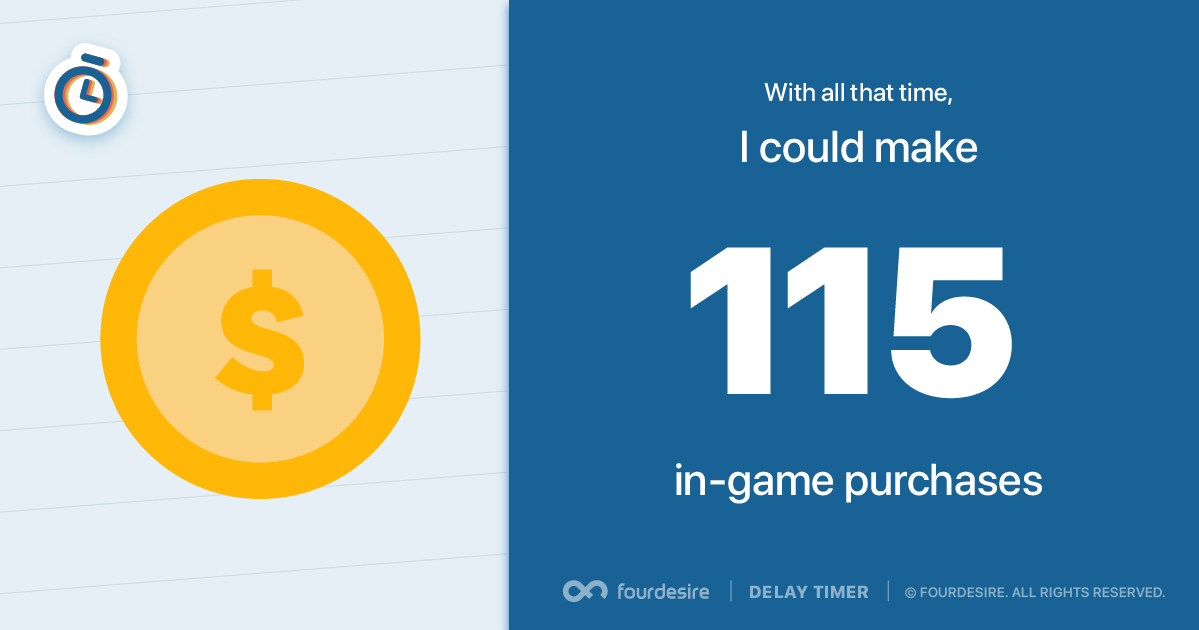 With all that time,
I could make
115
in-game purchases
$
fourdesire | DELAY TIMER | © FOURDESIRE. ALL RIGHTS RESERVED.